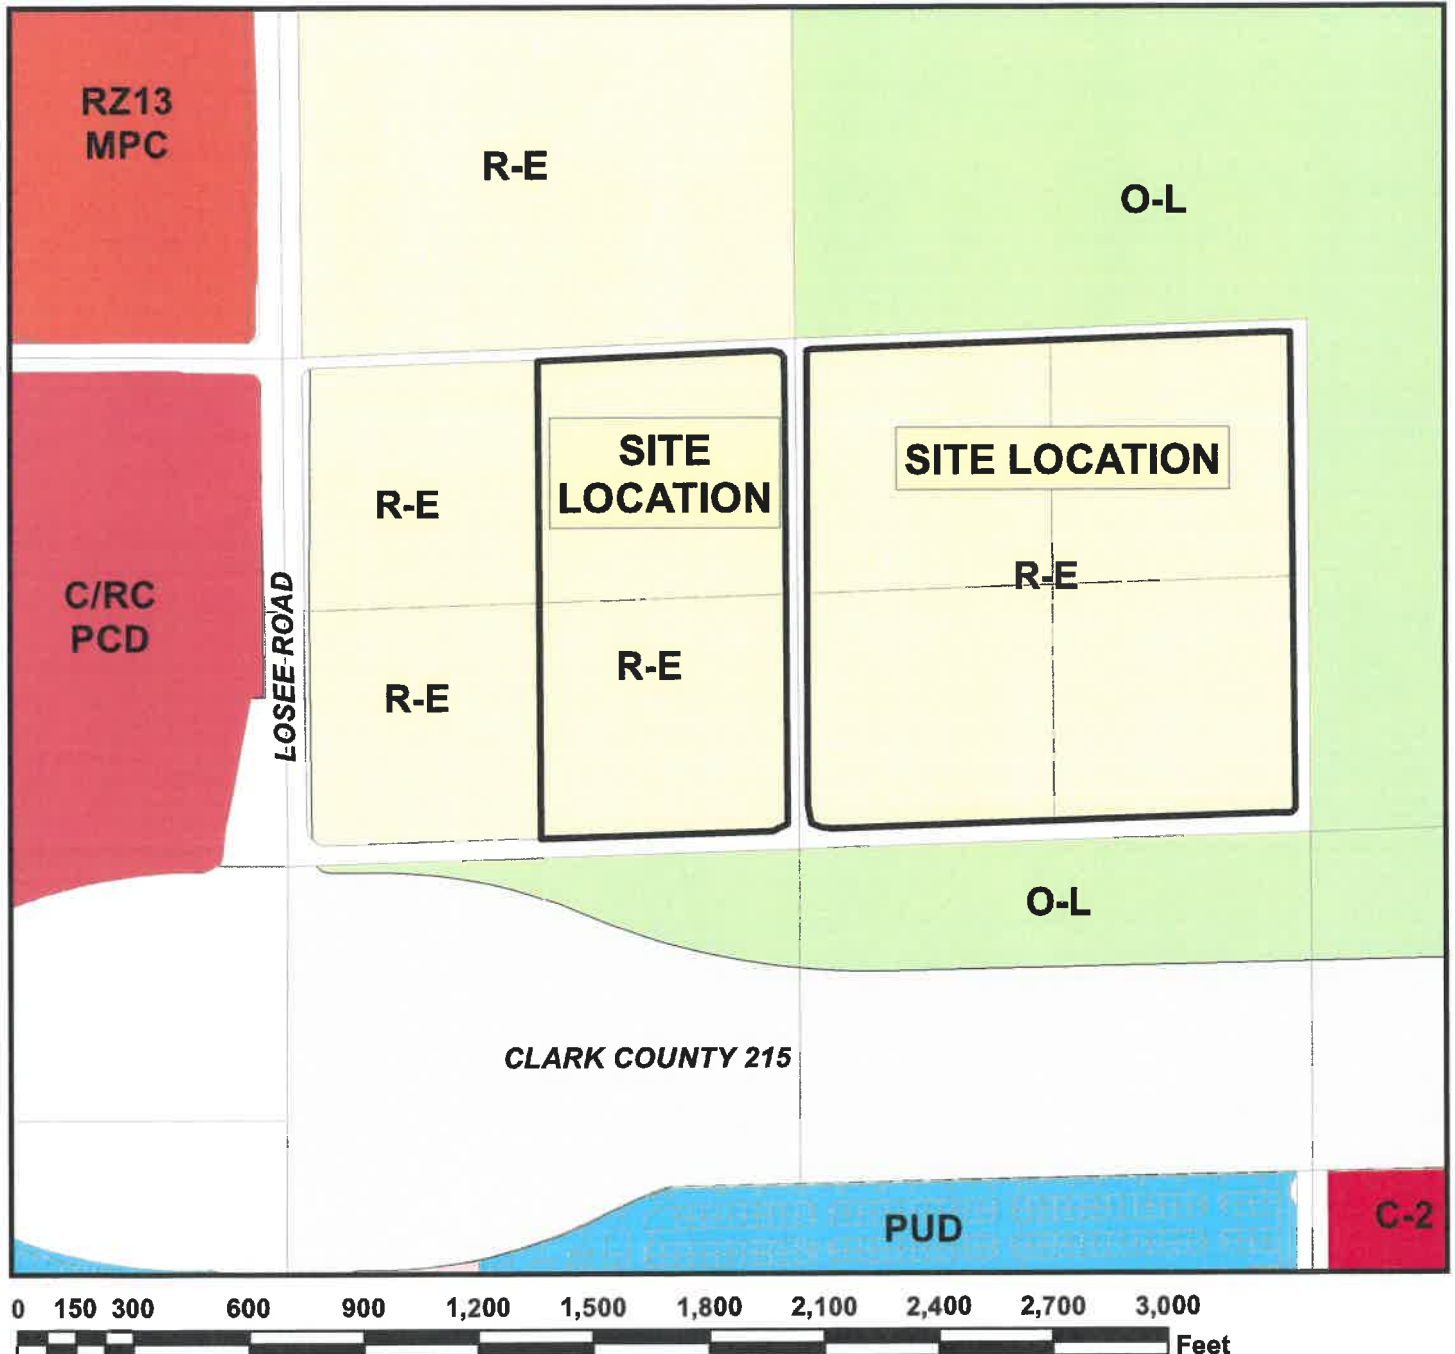 RZ13
MPC
R-E
O-L
SITE
LOCATION
SITE LOCATION
R-E
R-E
C/RC
PCD
LOSEE ROAD
R-E
R-E
O-L
CLARK COUNTY 215
PUD
C-2
0 150 300 600 900 1,200 1,500 1,800 2,100 2,400 2,700 3,000
Feet